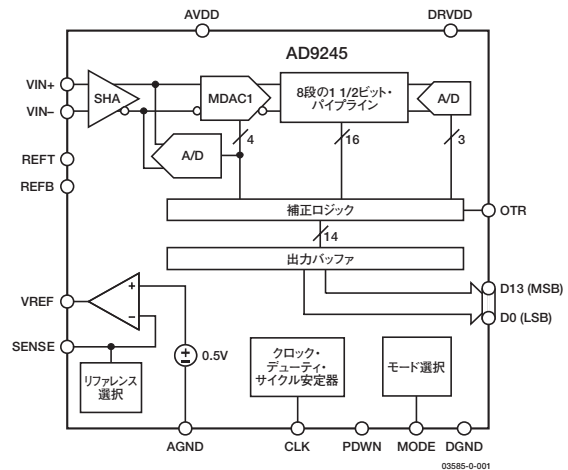 AVDD
DRVDD
AD9245
VIN+
VIN–
SHA
MDAC1
8段の1 1/2ビット・
パイプライン
A/D
A/D
4
16
3
REFT
REFB
補正ロジック
OTR
14
出力バッファ
D13 (MSB)
D0 (LSB)
VREF
+
–
SENSE
0.5V
リファレンス
選択
クロック・
デューティ・
サイクル安定器
モード選択
AGND
CLK
PDWN
MODE
DGND
03585-0-001